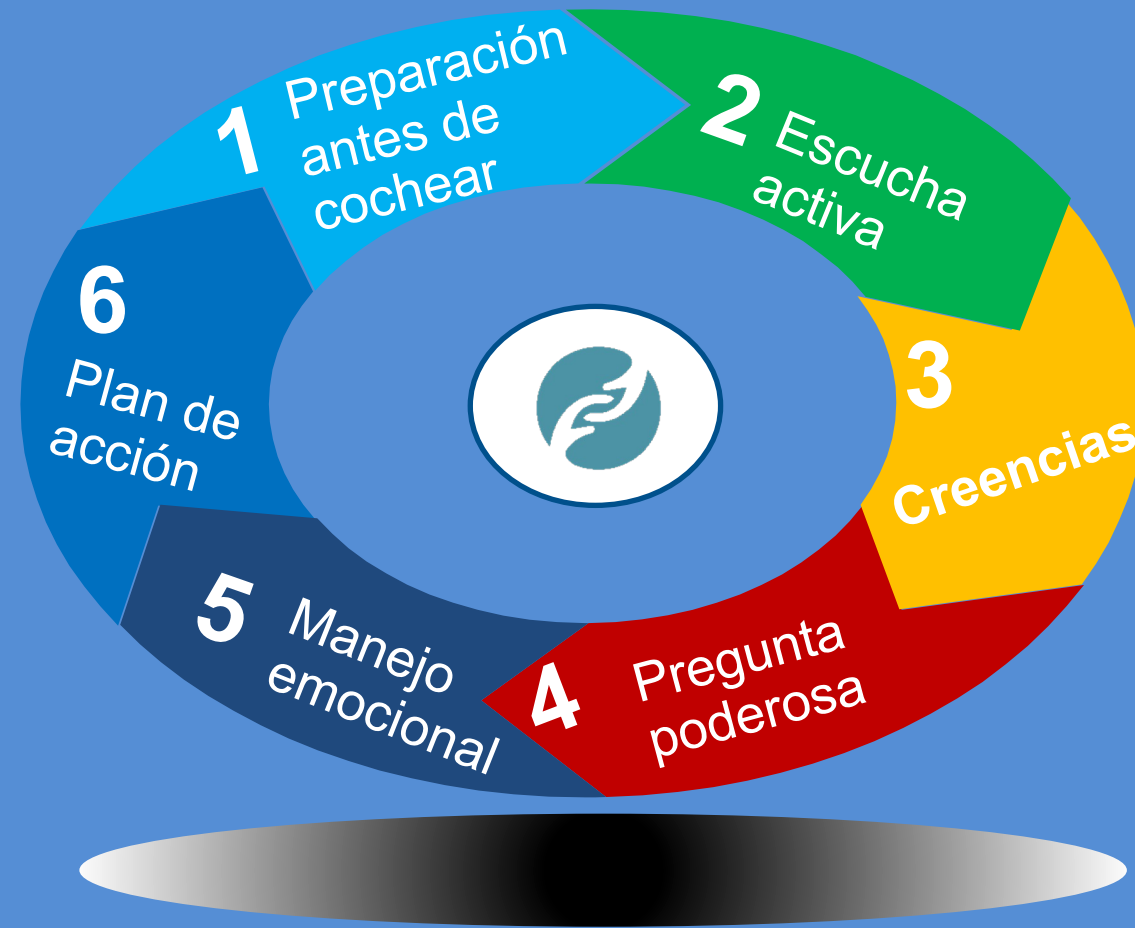 1
Preparación
antes de
cochear
2
Escucha
activa
3
Creencias
4
Pregunta
poderosa
5
Manejo
emocional
6
Plan de
acción